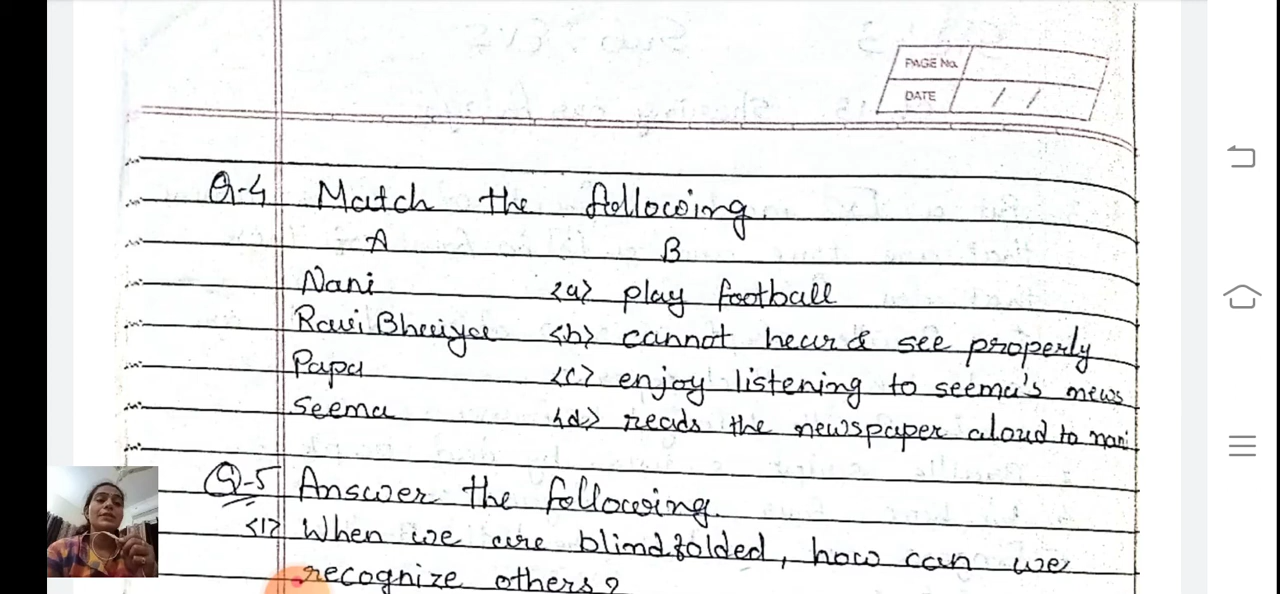 PAGE No.
DATE / /
Q-4 Match the following.
A B
Nani <a> play football
Ravi Bhaiya <b> cannot hear & see properly
Papa <c> enjoy listening to seema's news
Seema <d> reads the newspaper aloud to nani
Q-5 Answer the following.
<1> When we are blindfolded, how can we
recognize others?